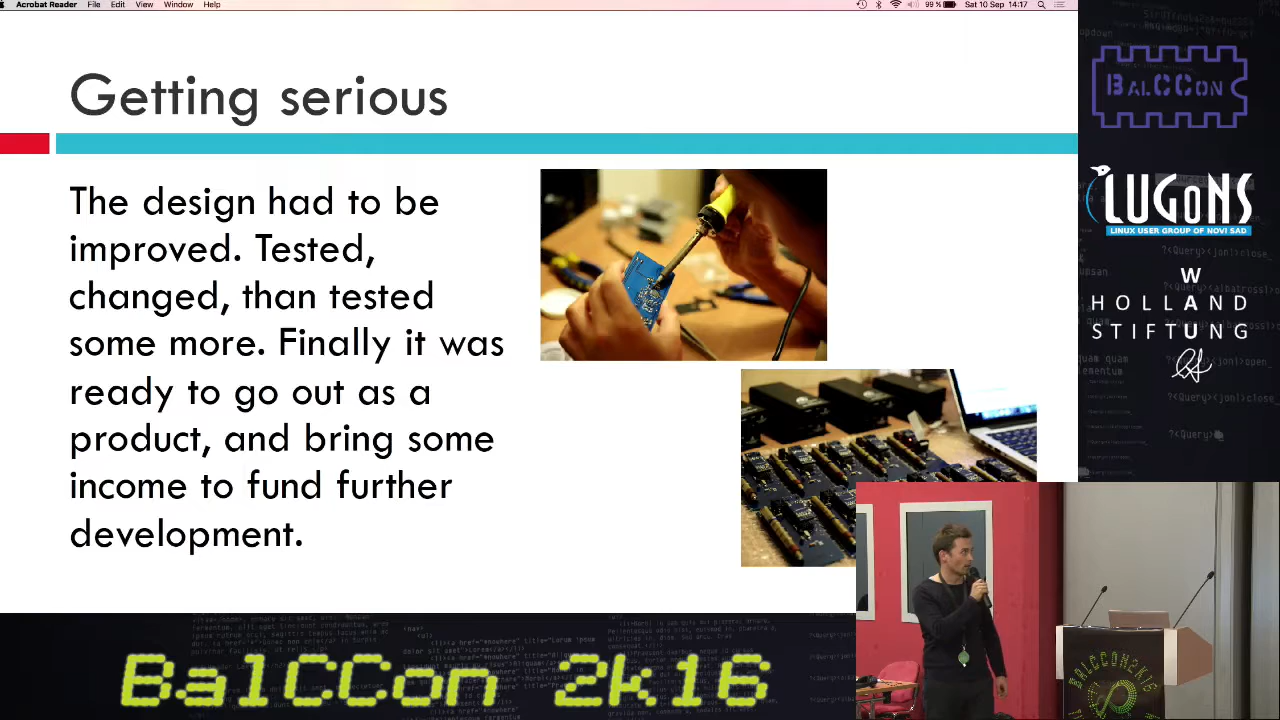 Acrobat Reader File Edit View Window Help
99% Sat 10 Sep 14:17
Getting serious
The design had to be
improved. Tested,
changed, than tested
some more. Finally it was
ready to go out as a
product, and bring some
income to fund further
development.
BALCCON
LUGoNS
LINUX USER GROUP OF NOVI SAD
W
HOLLAND
STIFTUNG
BalCCon 2k16